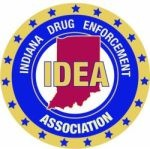 INDIANA DRUG ENFORCEMENT
IDEA
ASSOCIATION